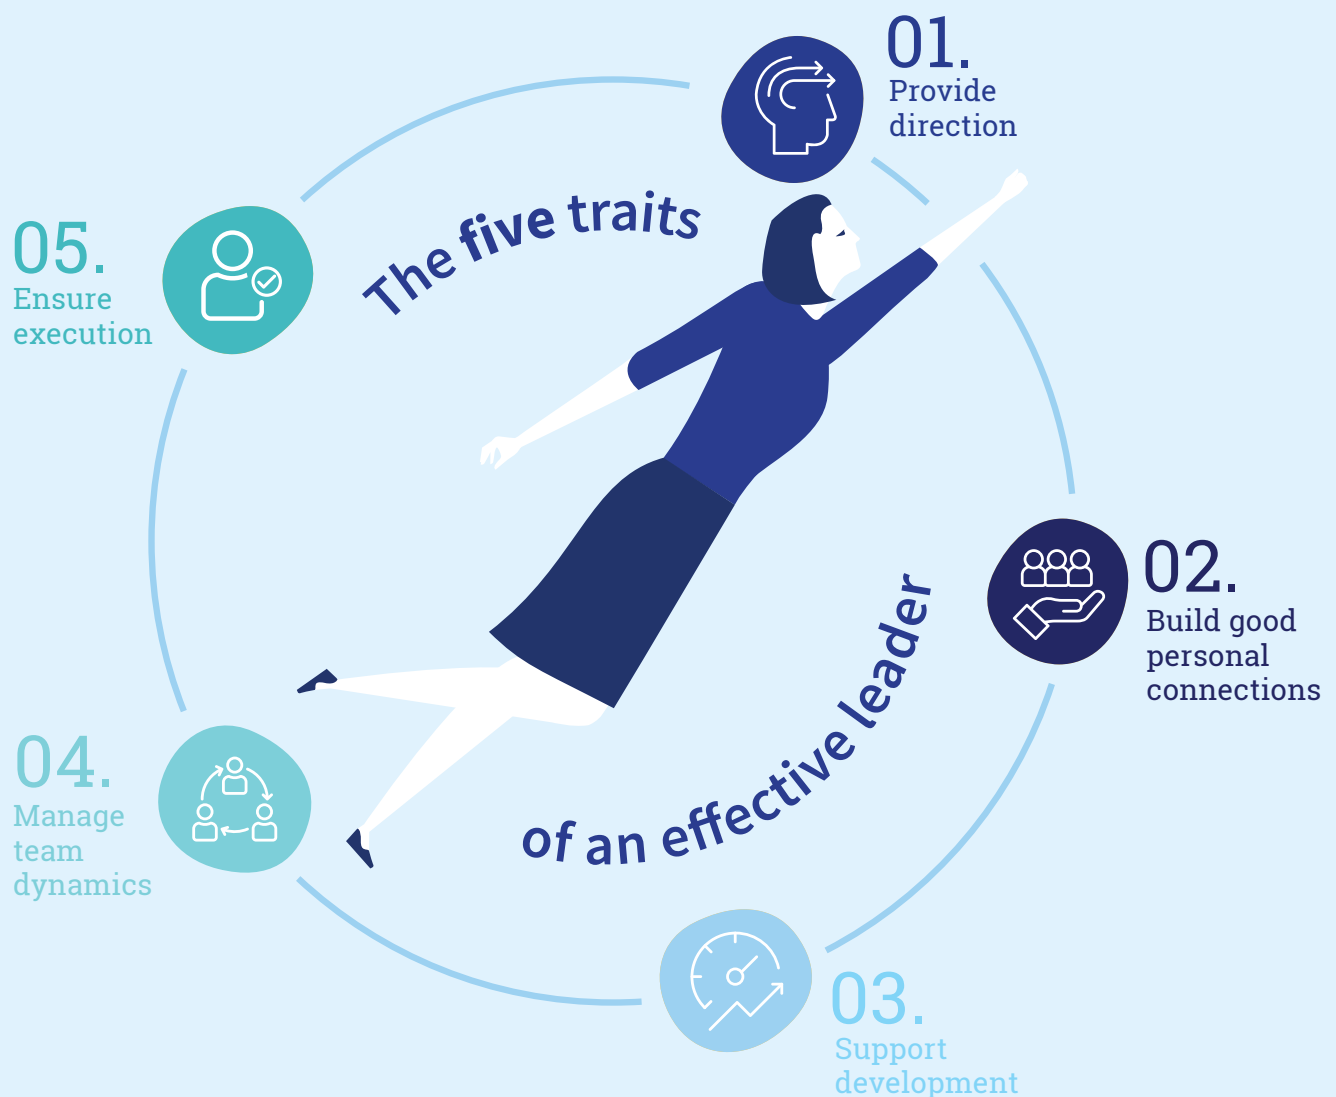 The five traits
of an effective leader
01.
Provide
direction
02.
Build good
personal
connections
03.
Support
development
04.
Manage
team
dynamics
05.
Ensure
execution